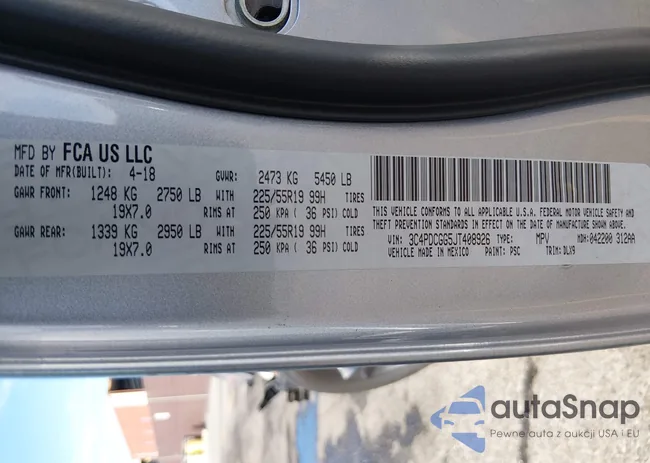 MFD BY FCA US LLC
DATE OF MFR(BUILT): 4-18 GVWR: 2473 KG 5450 LB
GAWR FRONT: 1248 KG 2750 LB WITH 225/55R19 99H TIRES
19X7.0 RIMS AT 250 KPA ( 36 PSI) COLD
GAWR REAR: 1339 KG 2950 LB WITH 225/55R19 99H TIRES
19X7.0 RIMS AT 250 KPA ( 36 PSI) COLD
THIS VEHICLE CONFORMS TO ALL APPLICABLE U.S.A. FEDERAL MOTOR VEHICLE SAFETY AND
THEFT PREVENTION STANDARDS IN EFFECT ON THE DATE OF MANUFACTURE SHOWN ABOVE.
VIN: 3C4PDCGG5JT408926 TYPE: MPV MDH:042200 312AA
VEHICLE MADE IN MEXICO PAINT: PSC TRIM: DLX9
autaSnap
Pewne auta z aukcji USA i EU